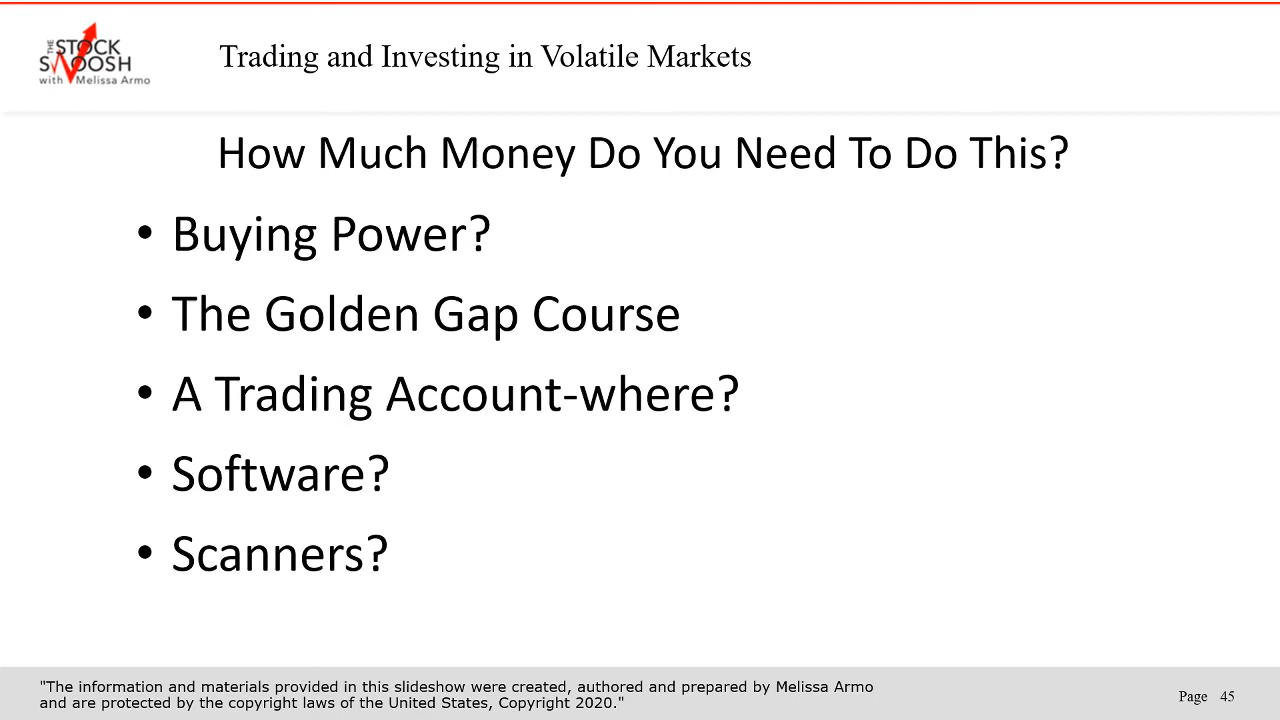 THE
STOCK
SWOOSH
with Melissa Armo
Trading and Investing in Volatile Markets
How Much Money Do You Need To Do This?
• Buying Power?
• The Golden Gap Course
• A Trading Account-where?
• Software?
• Scanners?
"The information and materials provided in this slideshow were created, authored and prepared by Melissa Armo
and are protected by the copyright laws of the United States, Copyright 2020."
Page 45